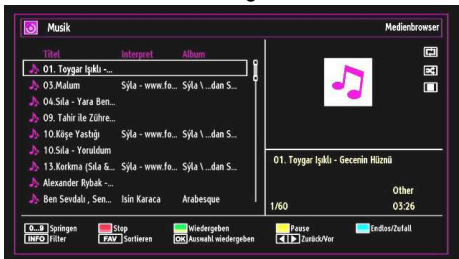 Musik
Medienbrowser
Titel Interpret Album
01. Toygar Işıklı -...
03.Malum Sýla - www.fo... Sýla \ ...dan S...
04.Sıla - Yara Ben...
09. Tahir ile Zühre...
10.Köşe Yastığı Sýla - www.fo... Sýla \ ...dan S...
10.Sıla - Yoruldum
13.Korkma (Sıla &... Sýla - www.fo... Sýla \ ...dan S...
Alexander Rybak -...
Ben Sevdalı , Sen... Isin Karaca Arabesque
01. Toygar Işıklı - Gecenin Hüznü
Other
1/60 03:26
0...9 Springen Stop Wiedergeben Pause Endlos/Zufall
INFO Filter FAV Sortieren OK Auswahl wiedergeben Zurück/Vor